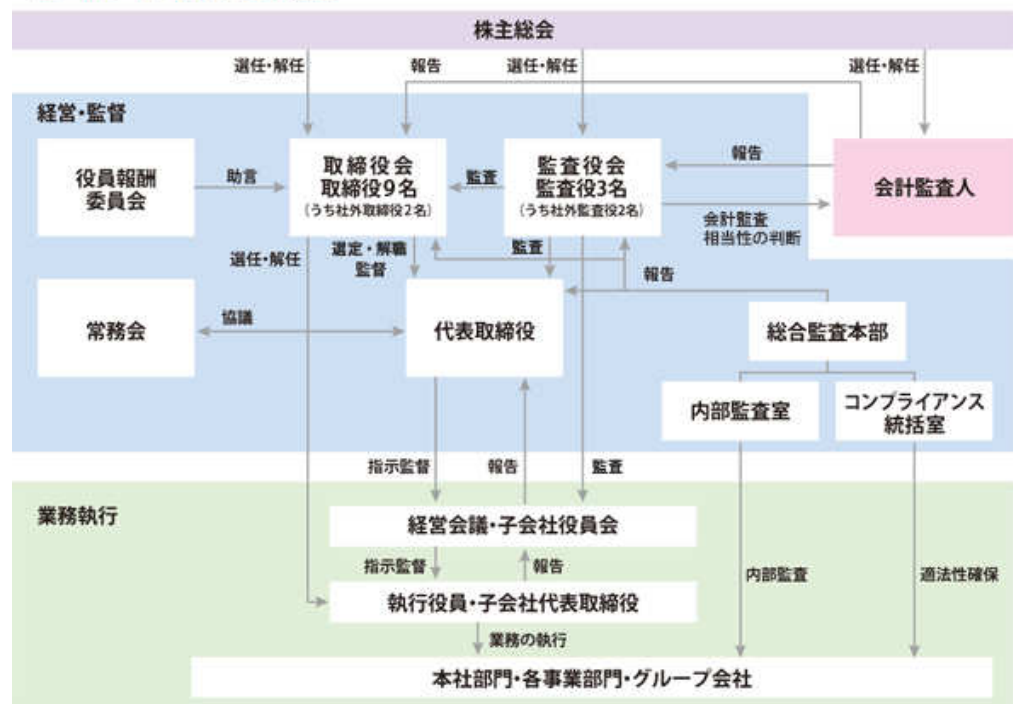 株主総会
選任・解任
報告
選任・解任
選任・解任
経営・監督
役員報酬
委員会
助言
取締役会
取締役9名
(うち社外取締役2名)
監査
監査役会
監査役3名
(うち社外監査役2名)
報告
会計監査人
会計監査
相当性の判断
選任・解任
選定・解職
監督
監査
報告
常務会
協議
代表取締役
総合監査本部
内部監査室
コンプライアンス
統括室
指示監督
報告
監査
業務執行
経営会議・子会社役員会
指示監督
報告
内部監査
適法性確保
執行役員・子会社代表取締役
業務の執行
本社部門・各事業部門・グループ会社